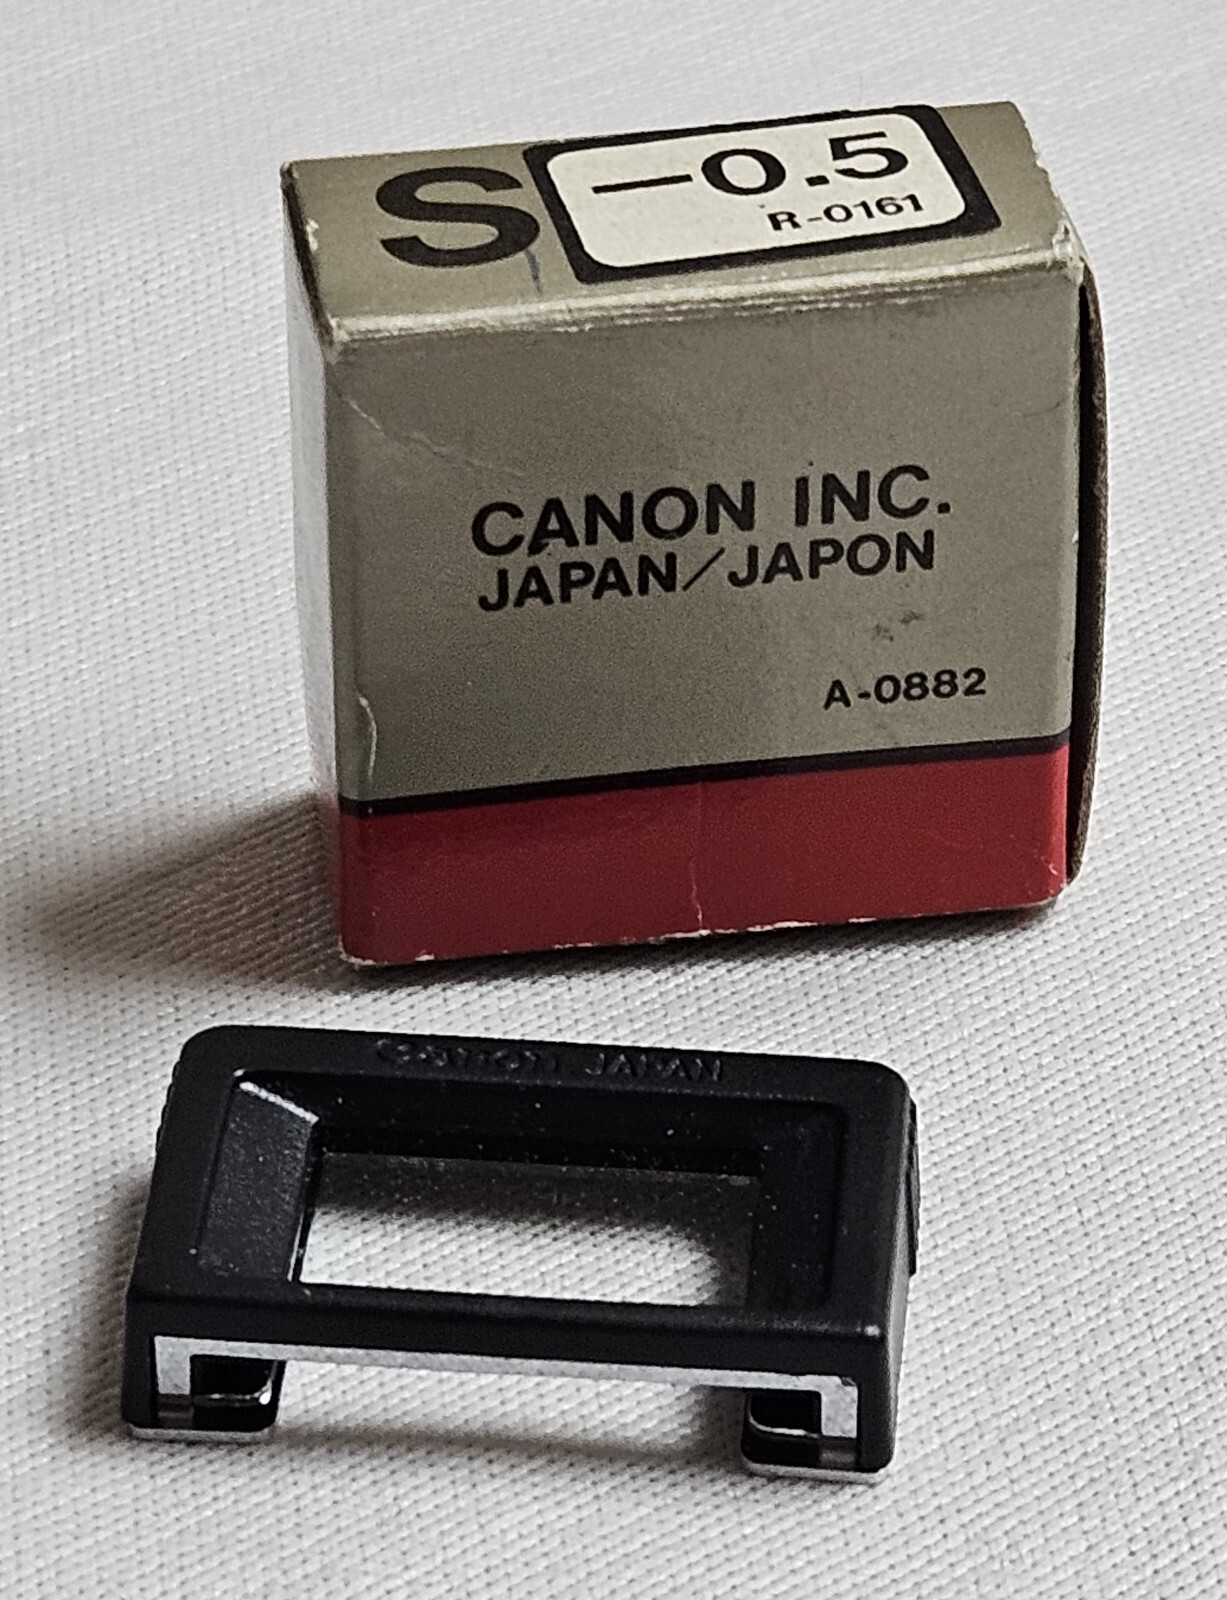 S
—0.5
R-0161
CANON INC.
JAPAN/JAPON
A-0882
Canon JAPAN